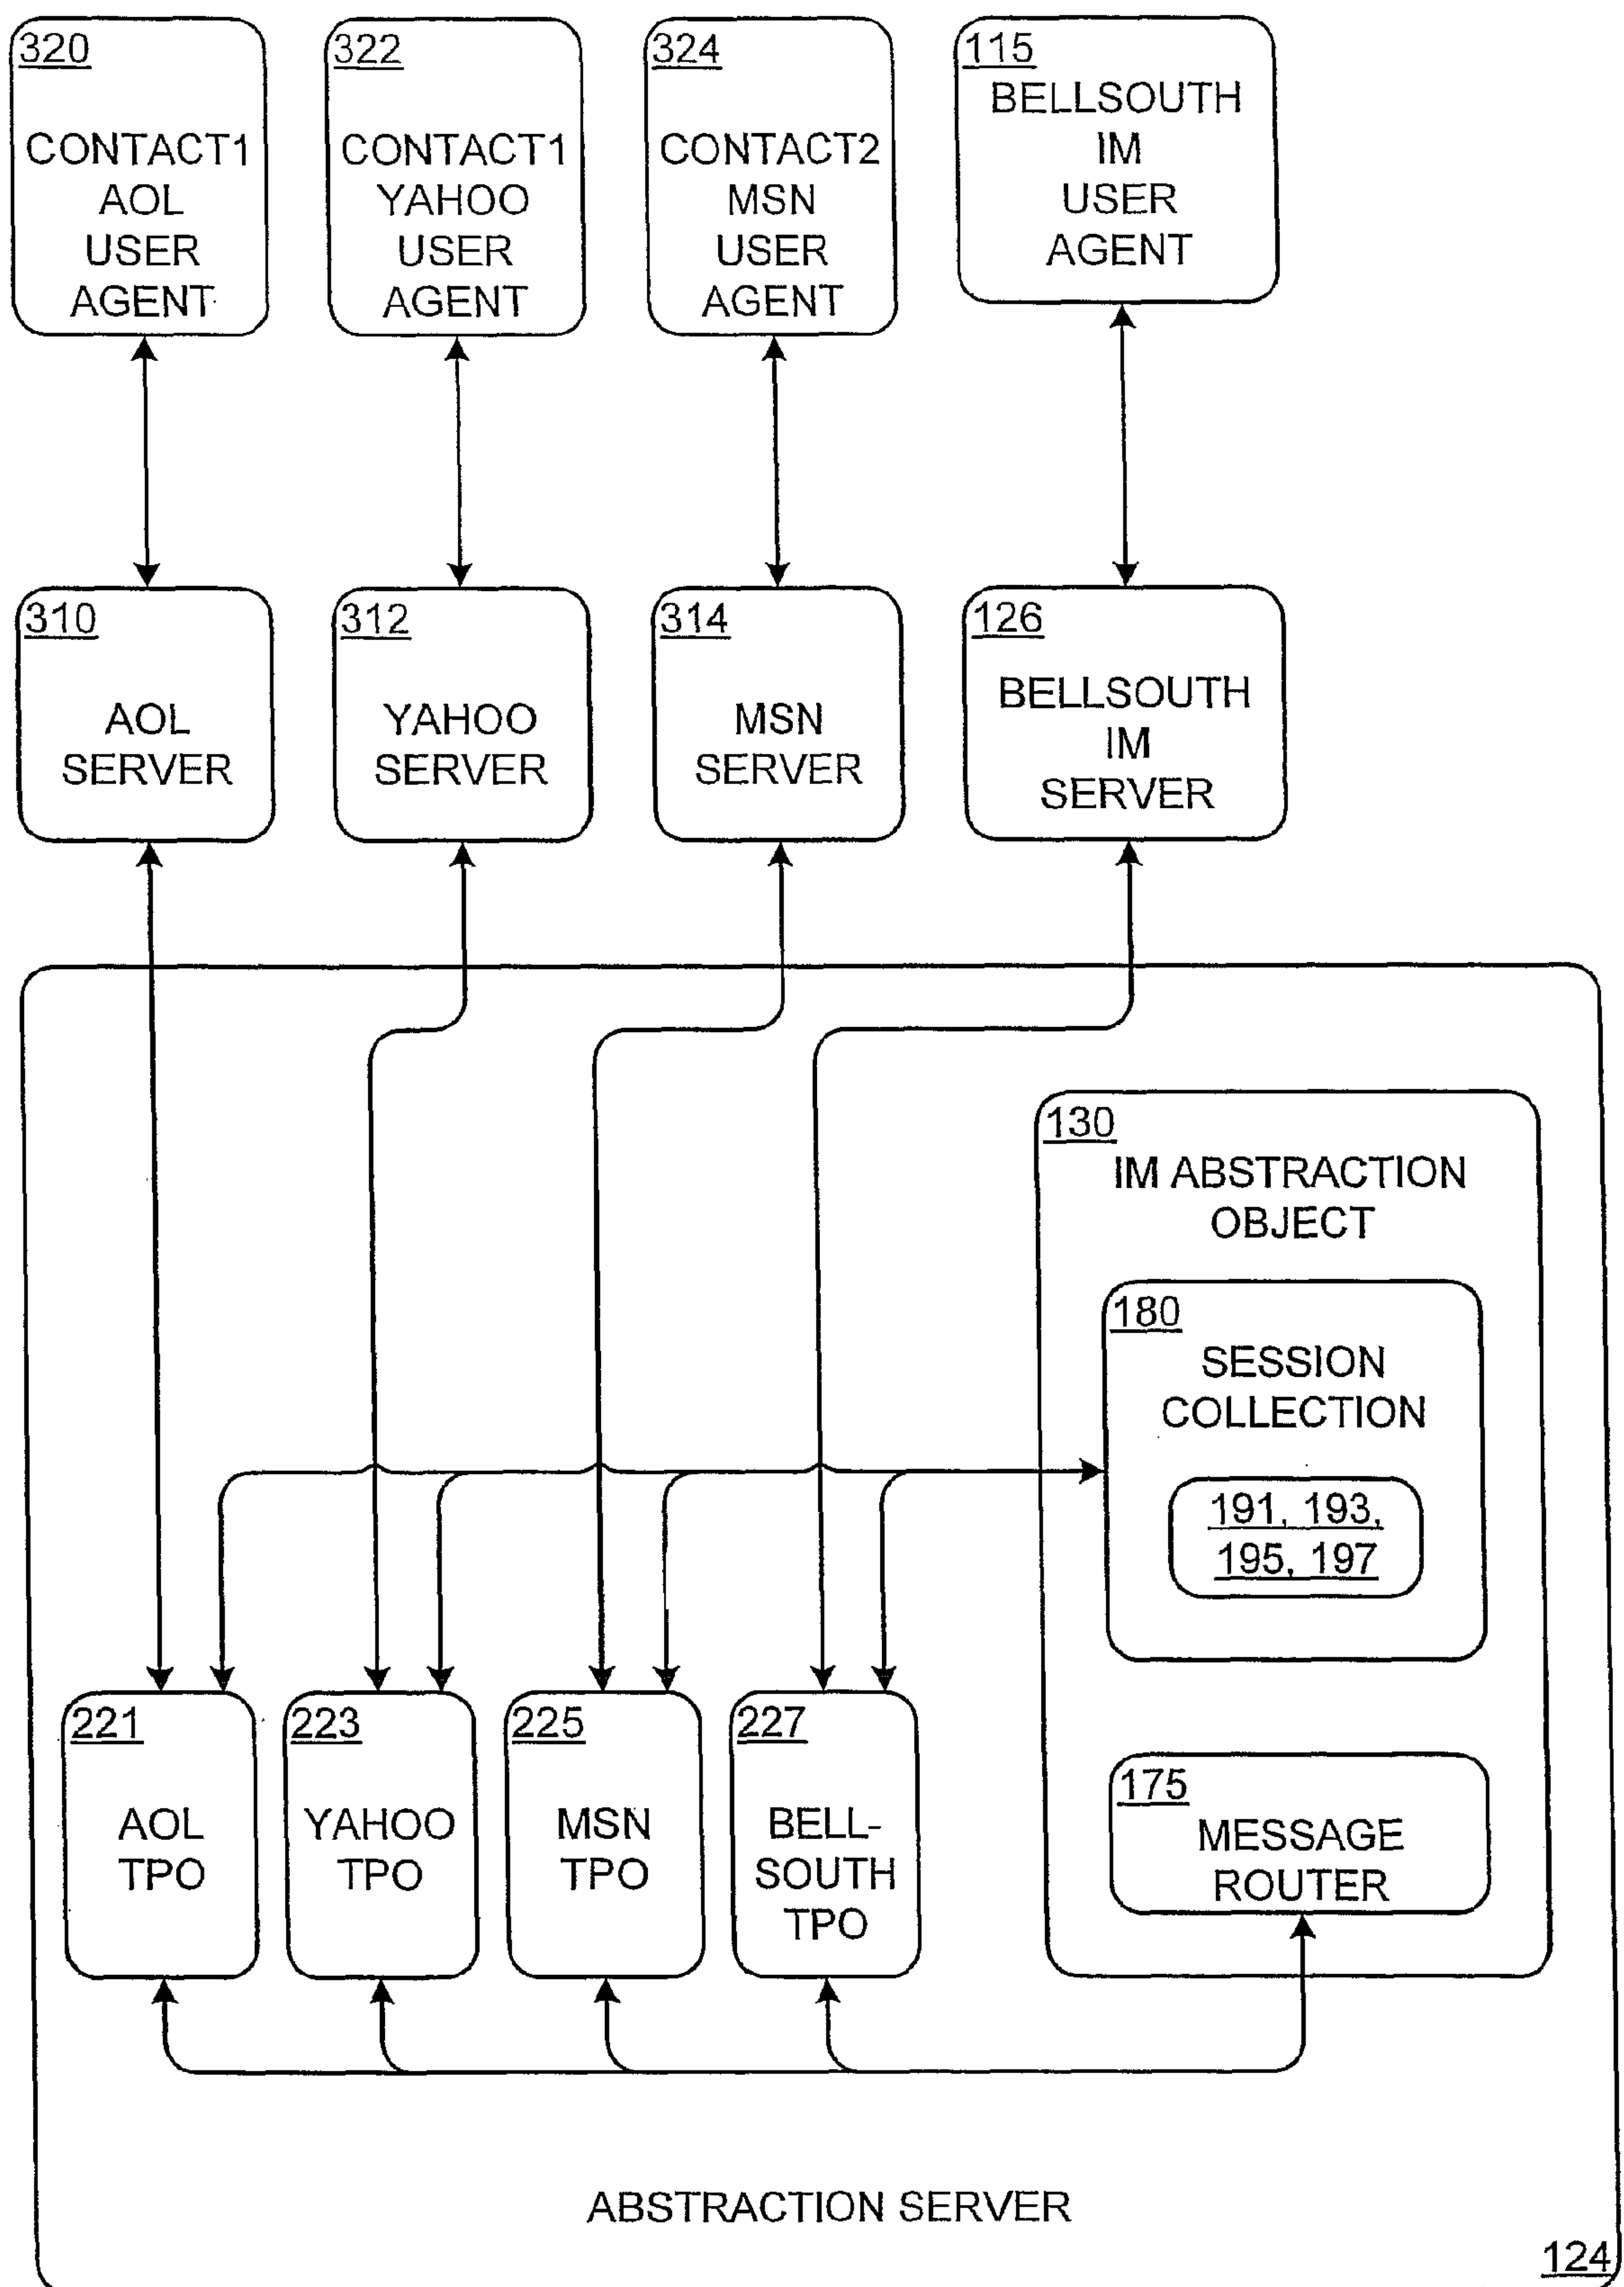 320
CONTACT1
AOL
USER
AGENT
322
CONTACT1
YAHOO
USER
AGENT
324
CONTACT2
MSN
USER
AGENT
115
BELLSOUTH
IM
USER
AGENT
310
AOL
SERVER
312
YAHOO
SERVER
314
MSN
SERVER
126
BELLSOUTH
IM
SERVER
130
IM ABSTRACTION
OBJECT
180
SESSION
COLLECTION
191, 193,
195, 197
221
AOL
TPO
223
YAHOO
TPO
225
MSN
TPO
227
BELL-
SOUTH
TPO
175
MESSAGE
ROUTER
ABSTRACTION SERVER
124